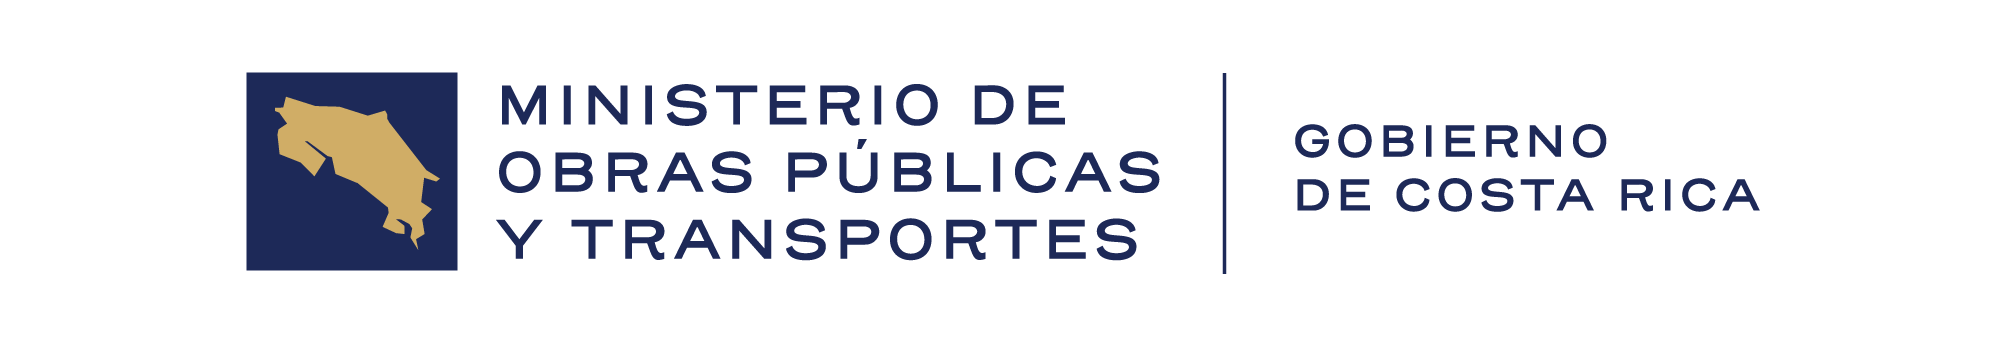 MINISTERIO DE
OBRAS PÚBLICAS
Y TRANSPORTES
GOBIERNO
DE COSTA RICA